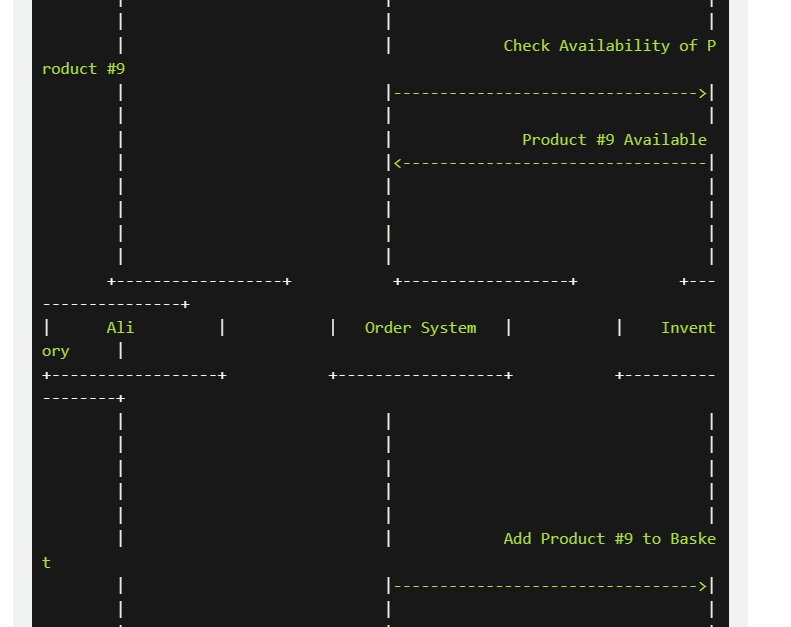 Check Availability of P
roduct #9
|--------------------------------->|
Product #9 Available
|<---------------------------------|
+------------------+ +------------------+ +---
---------------+
| Ali | | Order System | | Invent
ory |
+------------------+ +------------------+ +----------
--------+
Add Product #9 to Baske
t
|--------------------------------->|